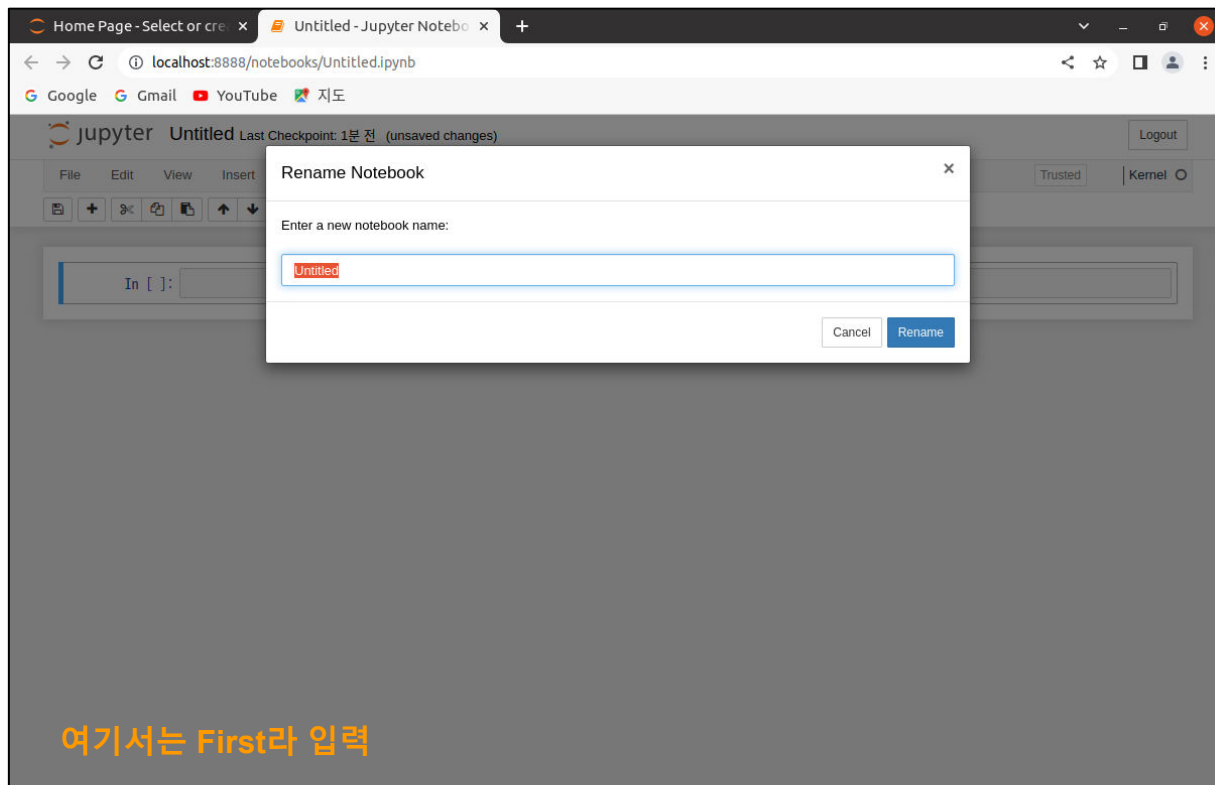 Home Page - Select or cre
Untitled - Jupyter Notebo
localhost:8888/notebooks/Untitled.ipynb
Google Gmail YouTube 지도
jupyter Untitled Last Checkpoint: 1분 전 (unsaved changes) Logout
File Edit View Insert Trusted Kernel
Rename Notebook
Enter a new notebook name:
Untitled
In [ ]:
Cancel Rename
여기서는 First라 입력